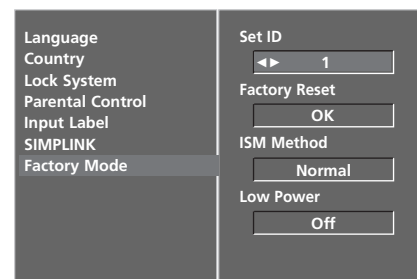 Language
Country
Lock System
Parental Control
Input Label
SIMPLINK
Factory Mode
Set ID
◄► 1
Factory Reset
OK
ISM Method
Normal
Low Power
Off